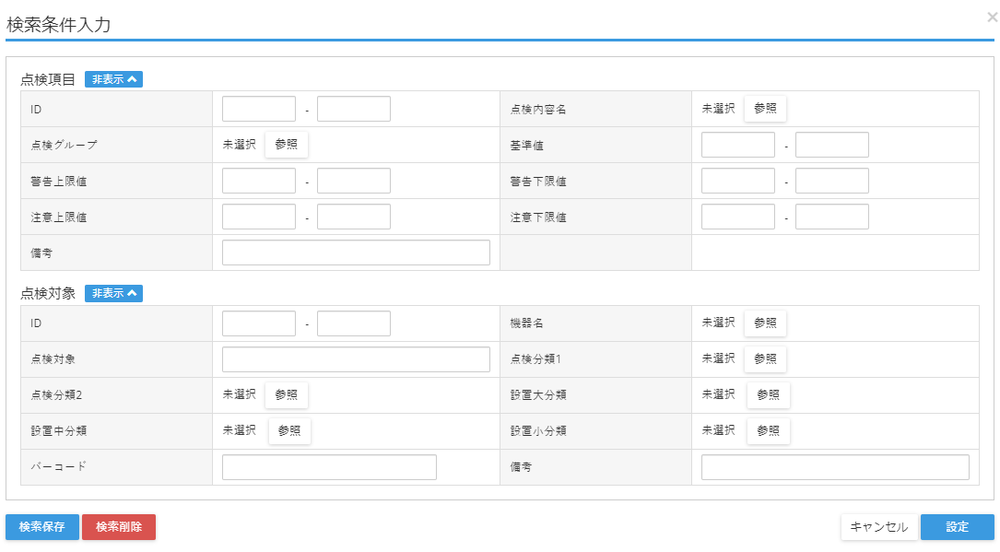 検索条件入力 ×
点検項目 非表示
ID - 点検内容名 未選択 参照
点検グループ 未選択 参照 基準値 -
警告上限値 - 警告下限値 -
注意上限値 - 注意下限値 -
備考
点検対象 非表示
ID - 機器名 未選択 参照
点検対象 点検分類1 未選択 参照
点検分類2 未選択 参照 設置大分類 未選択 参照
設置中分類 未選択 参照 設置小分類 未選択 参照
バーコード 備考
検索保存 検索削除 キャンセル 設定